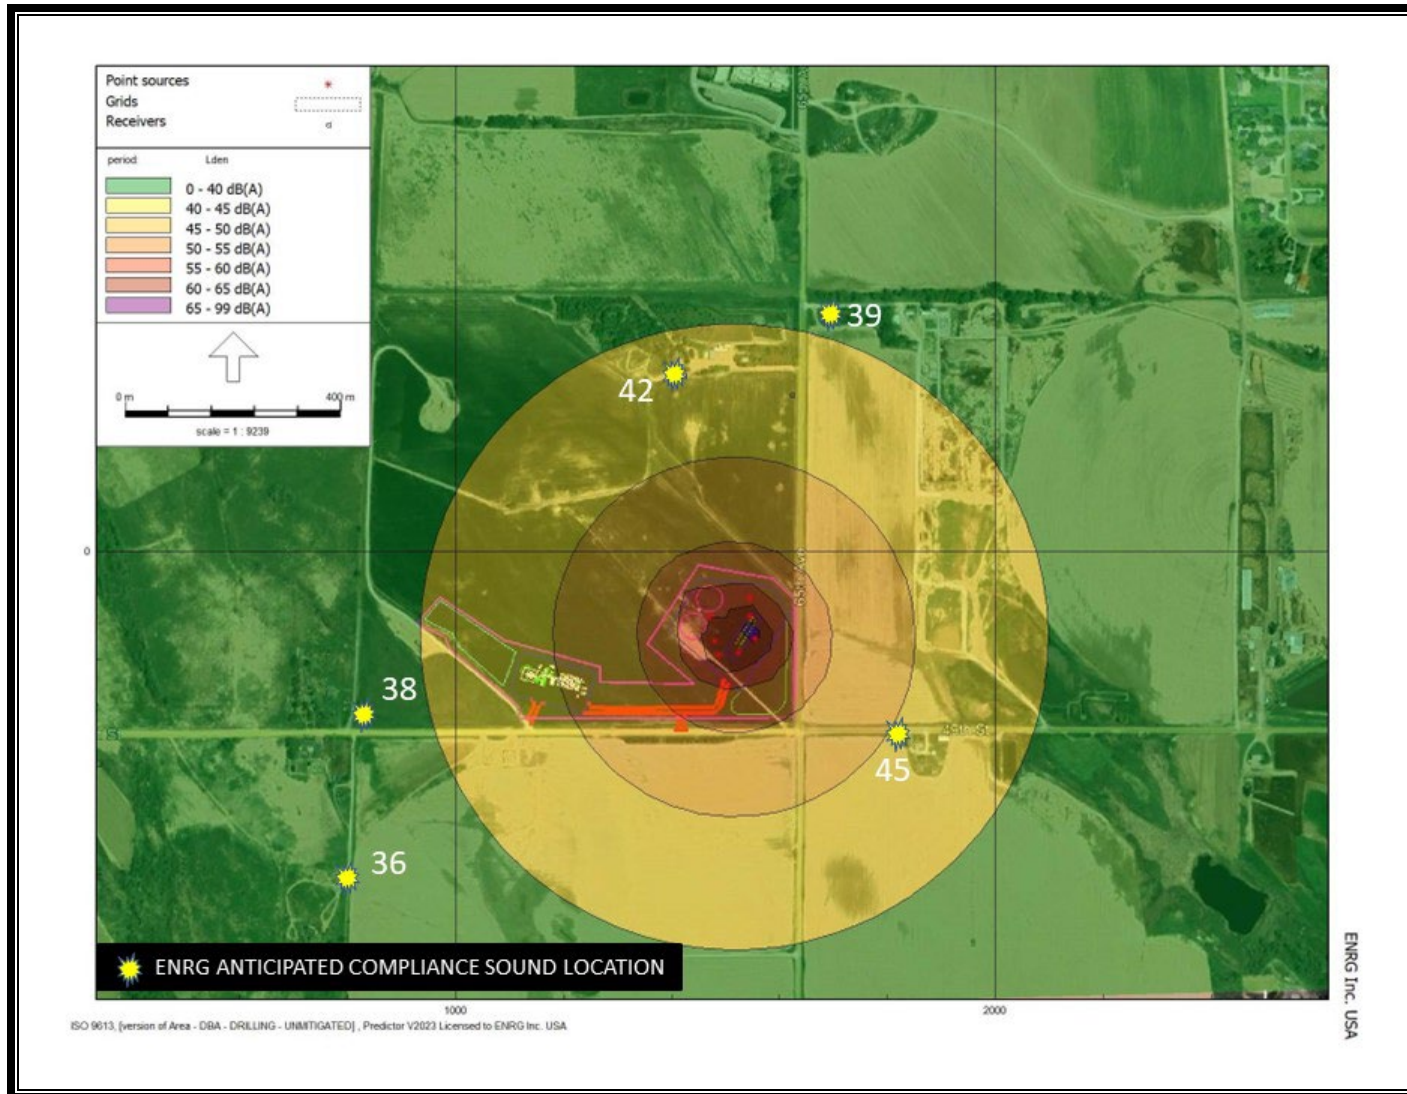 Point sources
Grids
Receivers
period Lden
0 - 40 dB(A)
40 - 45 dB(A)
45 - 50 dB(A)
50 - 55 dB(A)
55 - 60 dB(A)
60 - 65 dB(A)
65 - 99 dB(A)
0 m 400 m
scale = 1 : 9239
39
42
0
38
45
36
ENRG ANTICIPATED COMPLIANCE SOUND LOCATION
1000 2000
ISO 9613, [version of Area - DBA - DRILLING - UNMITIGATED] , Predictor V2023 Licensed to ENRG Inc. USA
ENRG Inc. USA